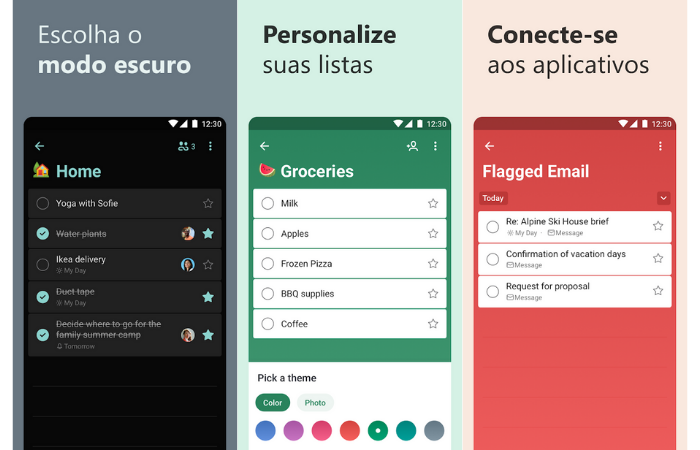 Escolha o
modo escuro
12:30
3
Home
Yoga with Sofie
Water plants
Ikea delivery
My Day
Duct tape
My Day
Decide where to go for the
family summer camp
Tomorrow
Personalize
suas listas
12:30
Groceries
Milk
Apples
Frozen Pizza
BBQ supplies
Coffee
Pick a theme
Color
Photo
Conecte-se
aos aplicativos
12:30
Flagged Email
Today
Re: Alpine Ski House brief
My Day · Message
Confirmation of vacation days
Message
Request for proposal
Message